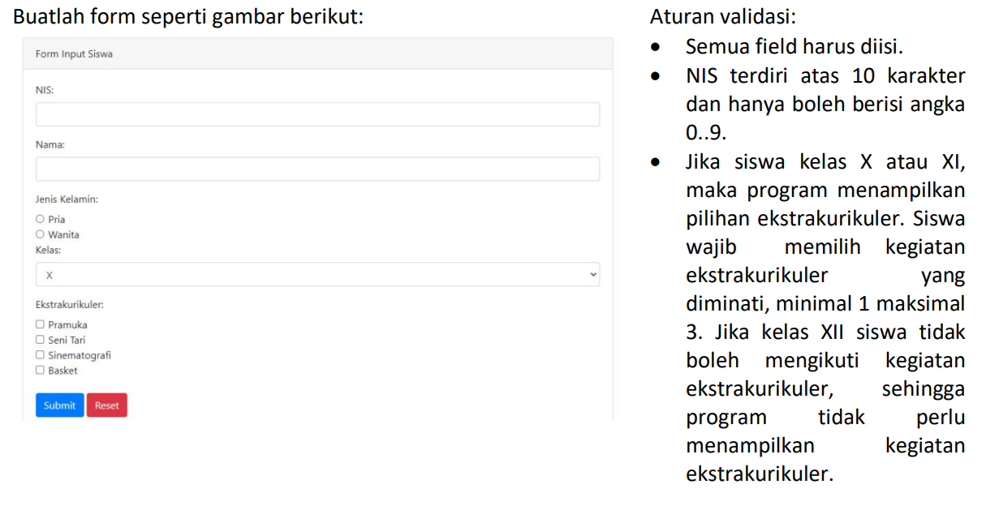 Buatlah form seperti gambar berikut:
Form Input Siswa
NIS:
Nama:
Jenis Kelamin:
Pria
Wanita
Kelas:
X
Ekstrakurikuler:
Pramuka
Seni Tari
Sinematografi
Basket
Submit Reset
Aturan validasi:
• Semua field harus diisi.
• NIS terdiri atas 10 karakter
dan hanya boleh berisi angka
0..9.
• Jika siswa kelas X atau XI,
maka program menampilkan
pilihan ekstrakurikuler. Siswa
wajib memilih kegiatan
ekstrakurikuler yang
diminati, minimal 1 maksimal
3. Jika kelas XII siswa tidak
boleh mengikuti kegiatan
ekstrakurikuler, sehingga
program tidak perlu
menampilkan kegiatan
ekstrakurikuler.